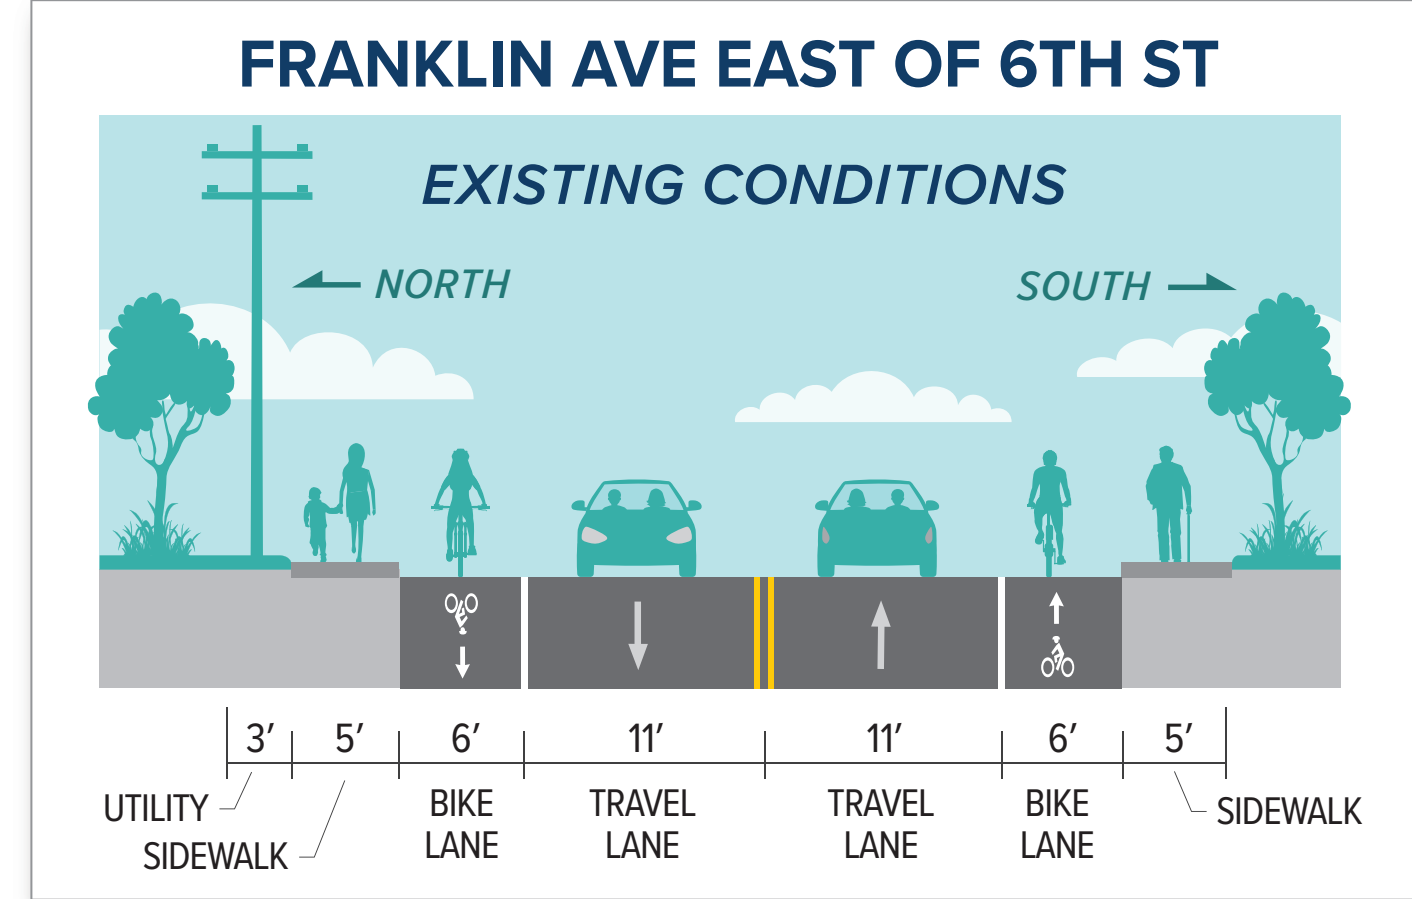 FRANKLIN AVE EAST OF 6TH ST
EXISTING CONDITIONS
NORTH
SOUTH
3′ 5′ 6′ 11′ 11′ 6′ 5′
UTILITY
SIDEWALK
BIKE
LANE
TRAVEL
LANE
TRAVEL
LANE
BIKE
LANE
SIDEWALK